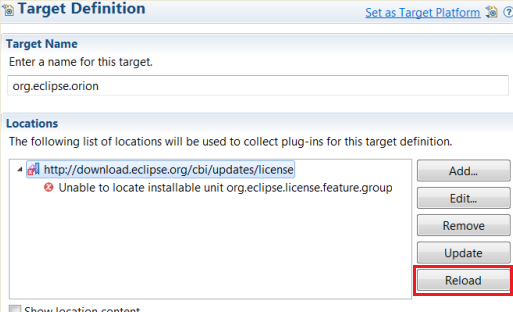 Target Definition
Set as Target Platform
Target Name
Enter a name for this target.
org.eclipse.orion
Locations
The following list of locations will be used to collect plug-ins for this target definition.
http://download.eclipse.org/cbi/updates/license
Unable to locate installable unit org.eclipse.license.feature.group
Add...
Edit...
Remove
Update
Reload
Show location content